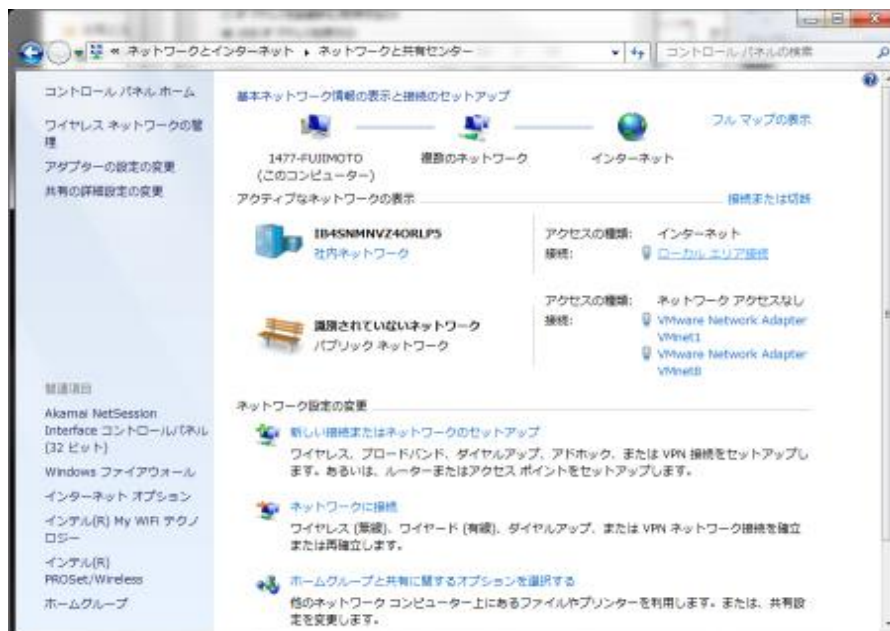 « ネットワークとインターネット ▸ ネットワークと共有センター
コントロール パネルの検索
コントロール パネル ホーム
ワイヤレス ネットワークの管
理
アダプターの設定の変更
共有の詳細設定の変更
関連項目
Akamai NetSession
Interface コントロールパネル
(32 ビット)
Windows ファイアウォール
インターネット オプション
インテル(R) My WiFi テクノ
ロジー
インテル(R)
PROSet/Wireless
ホームグループ
基本ネットワーク情報の表示と接続のセットアップ
フル マップの表示
1477-FUJIMOTO
(このコンピューター)
複数のネットワーク
インターネット
アクティブなネットワークの表示
接続または切断
IB4SNMNVZ4ORLP5
社内ネットワーク
アクセスの種類: インターネット
接続: ローカル エリア接続
識別されていないネットワーク
パブリック ネットワーク
アクセスの種類: ネットワーク アクセスなし
接続: VMware Network Adapter
VMnet1
VMware Network Adapter
VMnet8
ネットワーク設定の変更
新しい接続またはネットワークのセットアップ
ワイヤレス、ブロードバンド、ダイヤルアップ、アドホック、または VPN 接続をセットアップし
ます。あるいは、ルーターまたはアクセス ポイントをセットアップします。
ネットワークに接続
ワイヤレス (無線)、ワイヤード (有線)、ダイヤルアップ、または VPN ネットワーク接続を確立
または再確立します。
ホームグループと共有に関するオプションを選択する
他のネットワーク コンピューター上にあるファイルやプリンターを利用します。または、共有設
定を変更します。